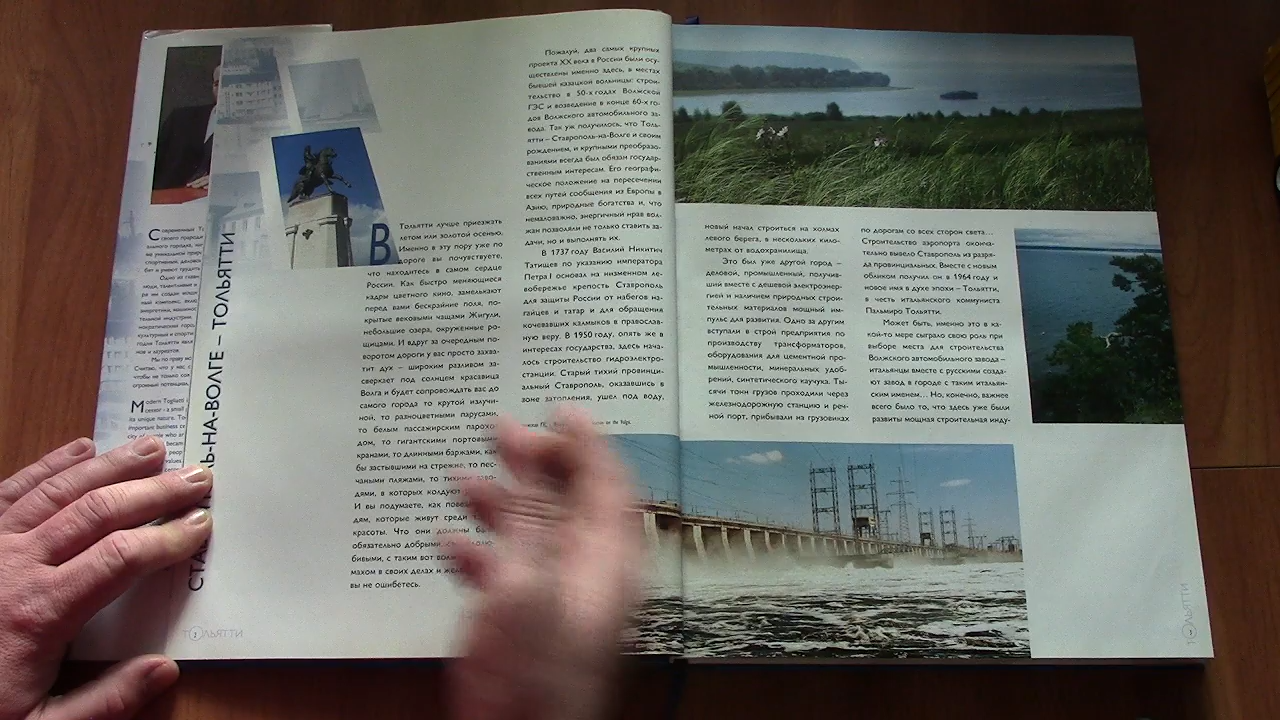 Современный
СТАВРОПОЛЬ-НА-ВОЛГЕ – ТОЛЬЯТТИ
В Тольятти лучше приезжать
летом или золотой осенью.
Именно в эту пору уже по
дороге вы почувствуете,
что находитесь в самом сердце
России. Как быстро меняющиеся
кадры цветного кино, замелькают
перед вами бескрайние поля, по-
крытые вековыми чащами Жигули,
небольшие озера, окруженные ро-
щицами. И вдруг за очередным по-
воротом дороги у вас просто захва-
тит дух – широким разливом за-
сверкает под солнцем красавица
Волга и будет сопровождать вас до
самого города то крутой излучи-
ной, то разноцветными парусами,
то белым пассажирским парохо-
дом, то гигантскими портовыми
кранами, то длинными баржами, как
бы застывшими на стрежне, то пес-
чаными пляжами, то тихими заво-
дями, в которых колдуют
И вы подумаете, как повезло лю-
дям, которые живут среди
красоты. Что они должны быть
обязательно добрыми,
бивыми, с таким вот
махом в своих делах и
вы не ошибетесь.
Пожалуй, два самых крупных
проекта XX века в России были осу-
ществлены именно здесь, в местах
бывшей казацкой вольницы: строи-
тельство в 50-х годах Волжской
ГЭС и возведение в конце 60-х го-
дов Волжского автомобильного за-
вода. Так уж получилось, что Толь-
ятти – Ставрополь-на-Волге и своим
рождением, и крупными преобразо-
ваниями всегда был обязан государ-
ственным интересам. Его географи-
ческое положение на пересечении
всех путей сообщения из Европы в
Азию, природные богатства и, что
немаловажно, энергичный нрав вол-
жан позволяли не только ставить за-
дачи, но и выполнять их.
В 1737 году Василий Никитич
Татищев по указанию императора
Петра I основал на низменном ле-
вобережье крепость Ставрополь
для защиты России от набегов на-
гайцев и татар и для обращения
кочевавших калмыков в православ-
ную веру. В 1950 году, опять же в
интересах государства, здесь нача-
лось строительство гидроэлектро-
станции. Старый тихий провинци-
альный Ставрополь, оказавшись в
зоне затопления, ушел под воду,
новый начал строиться на холмах
левого берега, в нескольких кило-
метрах от водохранилища.
Это был уже другой город –
деловой, промышленный, получив-
ший вместе с дешевой электроэнер-
гией и наличием природных строи-
тельных материалов мощный им-
пульс для развития. Одно за другим
вступали в строй предприятия по
производству трансформаторов,
оборудования для цементной про-
мышленности, минеральных удоб-
рений, синтетического каучука. Ты-
сячи тонн грузов проходили через
железнодорожную станцию и реч-
ной порт, прибывали на грузовиках
по дорогам со всех сторон света…
Строительство аэропорта оконча-
тельно вывело Ставрополь из разря-
да провинциальных. Вместе с новым
обликом получил он в 1964 году и
новое имя в духе эпохи – Тольятти,
в честь итальянского коммуниста
Пальмиро Тольятти.
Может быть, именно это в ка-
кой-то мере сыграло свою роль при
выборе места для строительства
Волжского автомобильного завода –
итальянцы вместе с русскими созда-
ют завод в городе с таким итальян-
ским именем… Но, конечно, важнее
всего было то, что здесь уже были
развиты мощная строительная инду-
Modern Togliatti
ТОЛЬЯТТИ
ТОЛЬЯТТИ